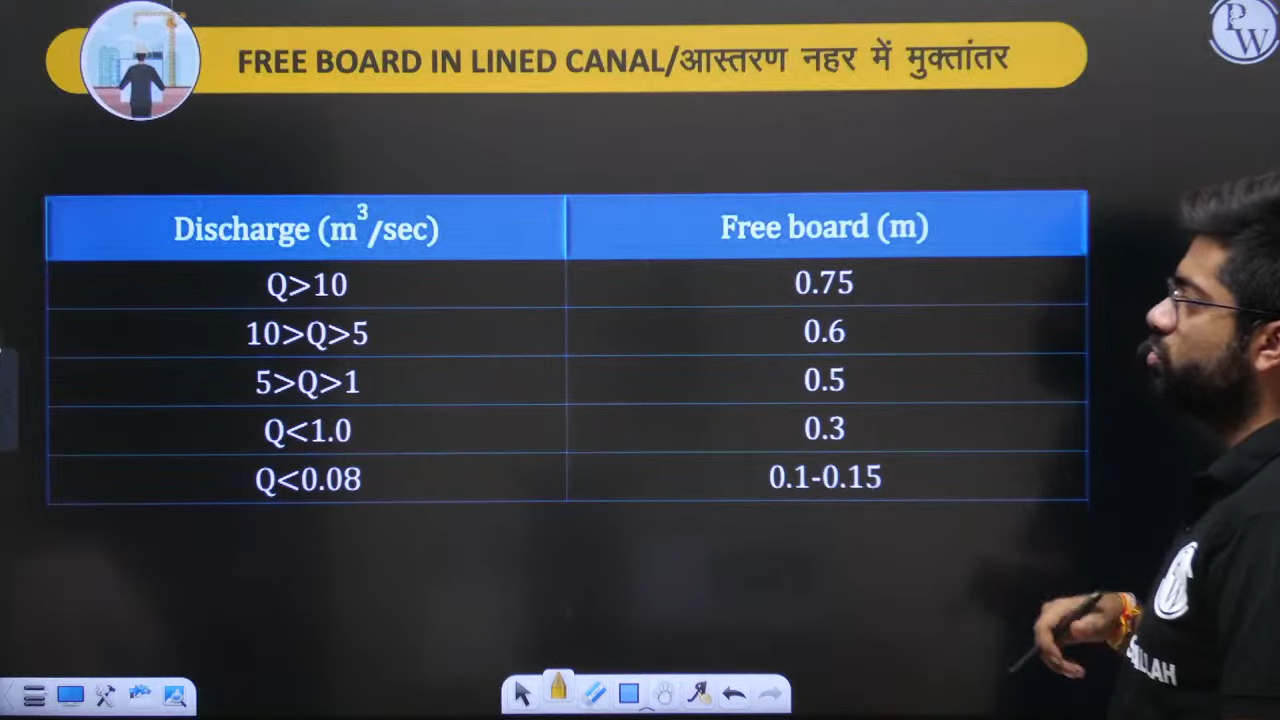 FREE BOARD IN LINED CANAL/आस्तरण नहर में मुक्तांतर
PW
Discharge (m³/sec) Free board (m)
Q>10 0.75
10>Q>5 0.6
5>Q>1 0.5
Q<1.0 0.3
Q<0.08 0.1-0.15